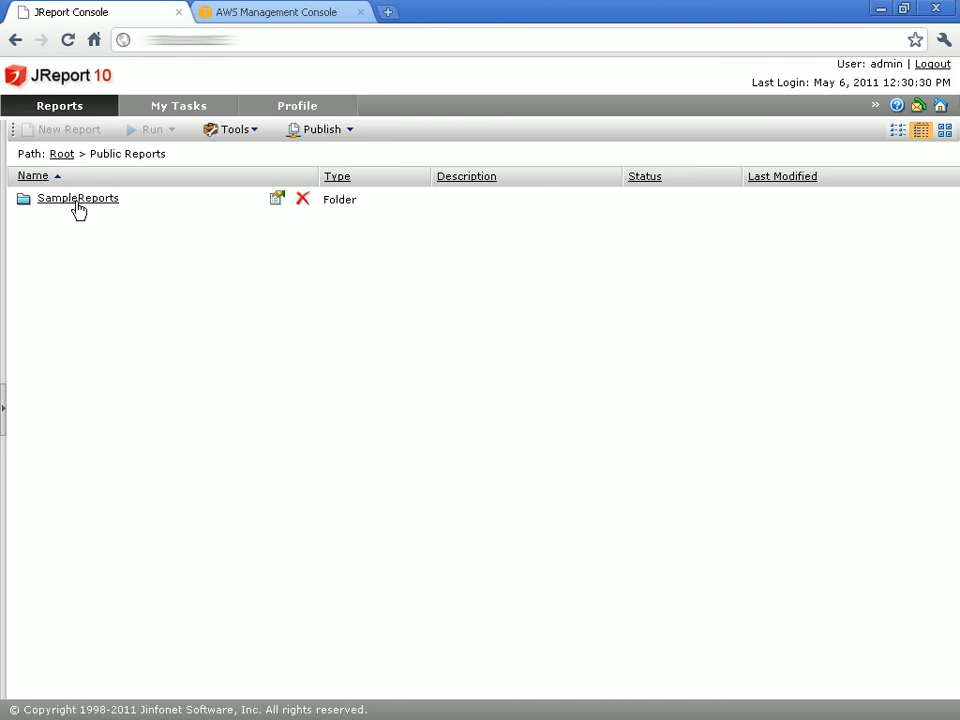 JReport Console
AWS Management Console
JReport 10
User: admin | Logout
Last Login: May 6, 2011 12:30:30 PM
Reports My Tasks Profile »
New Report Run Tools Publish
Path: Root > Public Reports
Name Type Description Status Last Modified
SampleReports Folder
© Copyright 1998-2011 Jinfonet Software, Inc. All rights reserved.